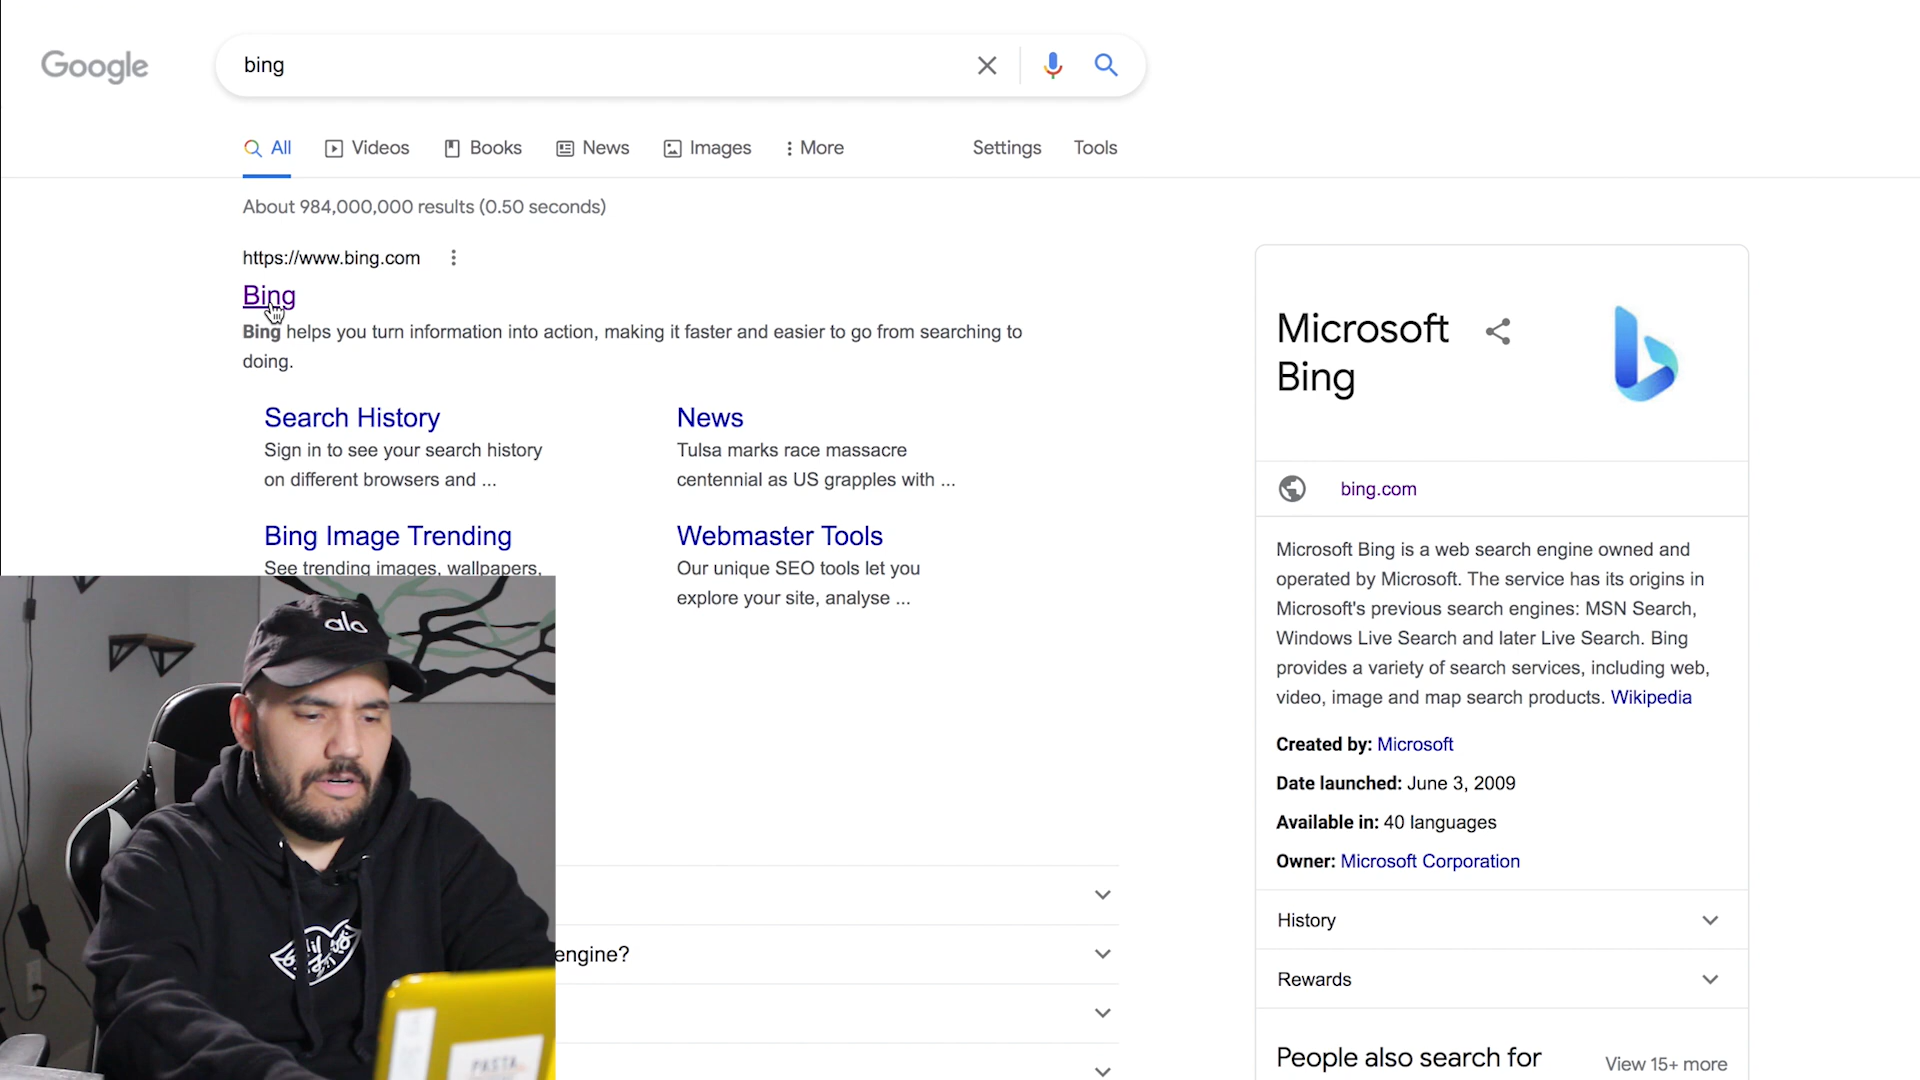 Google
bing
All
Videos
Books
News
Images
More
Settings
Tools
About 984,000,000 results (0.50 seconds)
https://www.bing.com
Bing
Bing helps you turn information into action, making it faster and easier to go from searching to
doing.
Search History
Sign in to see your search history
on different browsers and ...
News
Tulsa marks race massacre
centennial as US grapples with ...
Bing Image Trending
See trending images, wallpapers,
Webmaster Tools
Our unique SEO tools let you
explore your site, analyse ...
engine?
alo
PASTA
Microsoft
Bing
bing.com
Microsoft Bing is a web search engine owned and
operated by Microsoft. The service has its origins in
Microsoft's previous search engines: MSN Search,
Windows Live Search and later Live Search. Bing
provides a variety of search services, including web,
video, image and map search products. Wikipedia
Created by: Microsoft
Date launched: June 3, 2009
Available in: 40 languages
Owner: Microsoft Corporation
History
Rewards
People also search for
View 15+ more